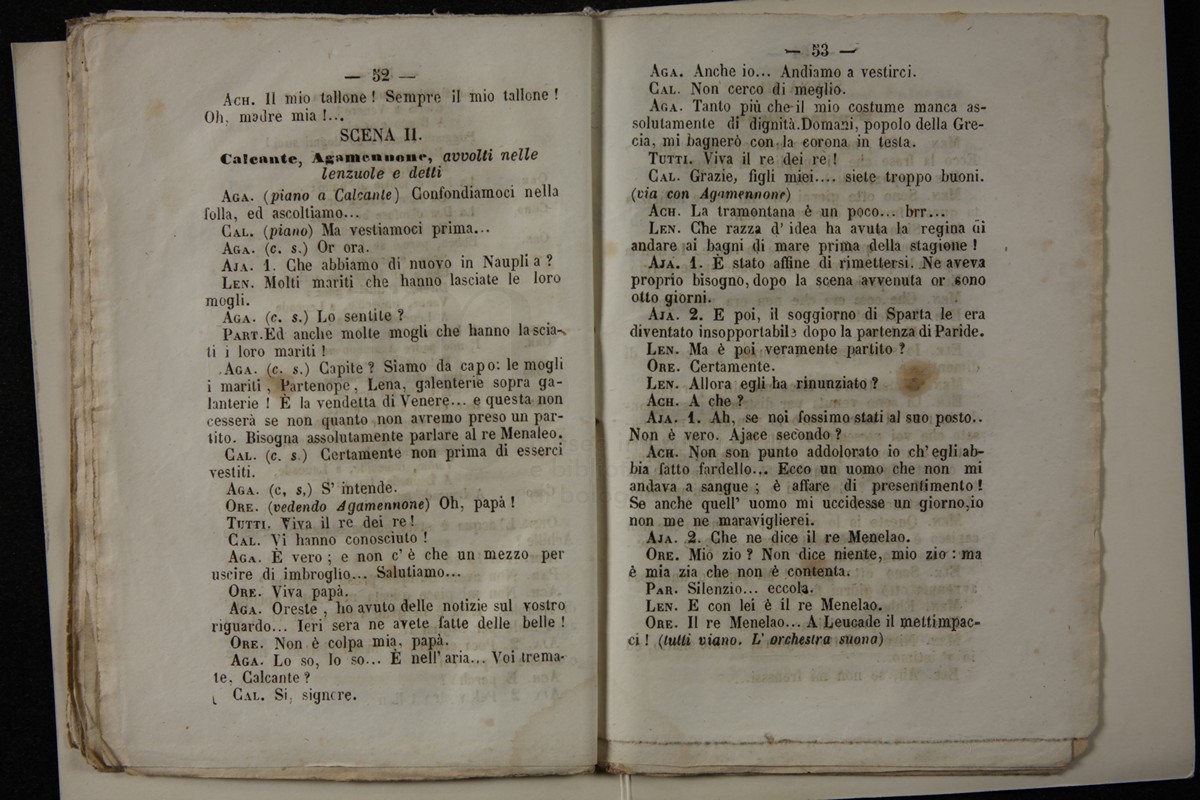 — 52 —
ACH. Il mio tallone ! Sempre il mio tallone !
Oh, madre mia !...
SCENA II.
Calcante, Agamennone, avvolti nelle
lenzuole e detti
AGA. (piano a Calcante) Confondiamoci nella
folla, ed ascoltiamo...
CAL. (piano) Ma vestiamoci prima...
AGA. (c. s.) Or ora.
AJA. 1. Che abbiamo di nuovo in Nauplia ?
LEN. Molti mariti che hanno lasciate le loro
mogli.
AGA. (c. s.) Lo sentite ?
PART.Ed anche molte mogli che hanno lascia-
ti i loro mariti !
AGA. (c. s.) Capite ? Siamo da capo: le mogli
i mariti , Partenope, Lena, galenterie sopra ga-
lanterie ! È la vendetta di Venere... e questa non
cesserà se non quanto non avremo preso un par-
tito. Bisogna assolutamente parlare al re Menaleo.
CAL. (c. s.) Certamente non prima di esserci
vestiti.
AGA. (c, s,) S' intende.
ORE. (vedendo Agamennone) Oh, papà !
TUTTI. Viva il re dei re !
CAL. Vi hanno conosciuto !
AGA. È vero ; e non c' è che un mezzo per
uscire di imbroglio... Salutiamo...
ORE. Viva papà.
AGA. Oreste , ho avuto delle notizie sul vostro
riguardo... Ieri sera ne avete fatte delle belle !
ORE. Non è colpa mia, papà.
AGA. Lo so, lo so... È nell' aria... Voi trema-
te, Calcante ?
CAL. Si, signore.
— 53 —
AGA. Anche io... Andiamo a vestirci.
CAL. Non cerco di meglio.
AGA. Tanto più che il mio costume manca as-
solutamente di dignità.Domani, popolo della Gre-
cia, mi bagnerò con la corona in testa.
TUTTI. Viva il re dei re !
CAL. Grazie, figli miei.... siete troppo buoni.
(via con Agamennone)
ACH. La tramontana è un poco... brr...
LEN. Che razza d' idea ha avuta la regina di
andare ai bagni di mare prima della stagione !
AJA. 1. È stato affine di rimettersi. Ne aveva
proprio bisogno, dopo la scena avvenuta or sono
otto giorni.
AJA. 2. E poi, il soggiorno di Sparta le era
diventato insopportabile dopo la partenza di Paride.
LEN. Ma è poi veramente partito ?
ORE. Certamente.
LEN. Allora egli ha rinunziato ?
ACH. A che ?
AJA. 1. Ah, se noi fossimo stati al suo posto..
Non è vero. Ajace secondo ?
ACH. Non son punto addolorato io ch' egli ab-
bia fatto fardello... Ecco un uomo che non mi
andava a sangue ; è affare di presentimento !
Se anche quell' uomo mi uccidesse un giorno,io
non me ne maraviglierei.
AJA. 2. Che ne dice il re Menelao.
ORE. Mio zio ? Non dice niente, mio zio : ma
è mia zia che non è contenta.
PAR. Silenzio... eccola.
LEN. E con lei è il re Menelao.
ORE. Il re Menelao... A Leucade il mettimpac-
ci ! (tutti viano. L' orchestra suona)